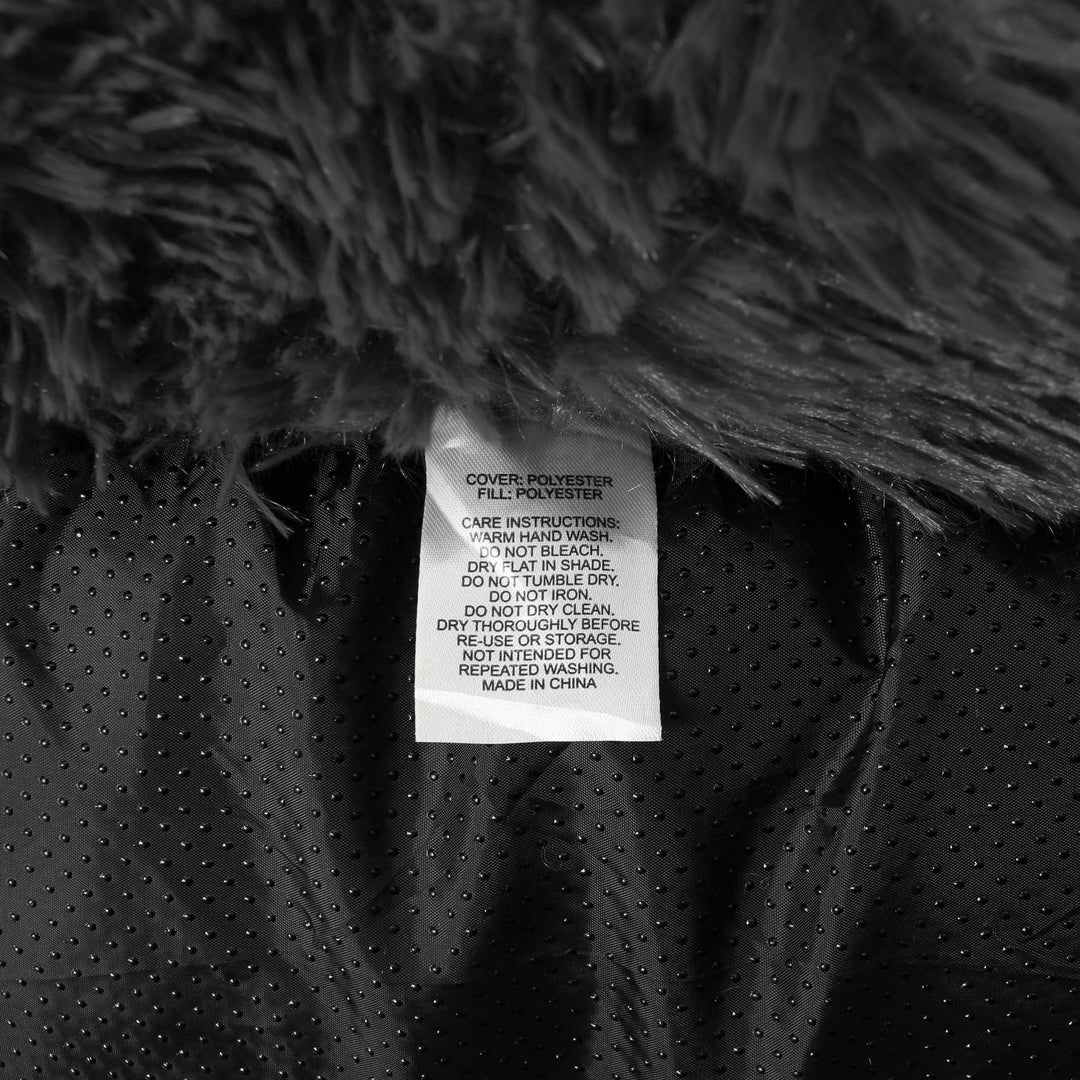 COVER: POLYESTER
FILL: POLYESTER
CARE INSTRUCTIONS:
WARM HAND WASH.
DO NOT BLEACH.
DRY FLAT IN SHADE.
DO NOT TUMBLE DRY.
DO NOT IRON.
DO NOT DRY CLEAN.
DRY THOROUGHLY BEFORE
RE-USE OR STORAGE.
NOT INTENDED FOR
REPEATED WASHING.
MADE IN CHINA